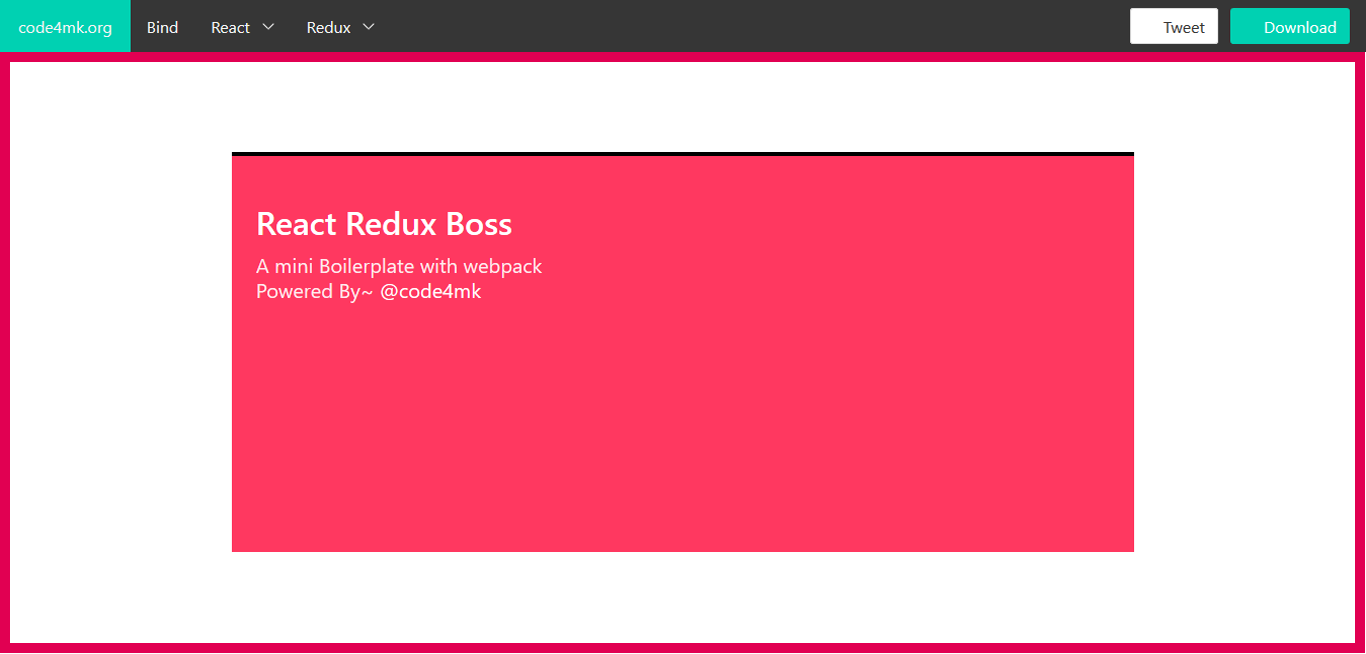 code4mk.org Bind React Redux Tweet Download
React Redux Boss
A mini Boilerplate with webpack
Powered By~ @code4mk